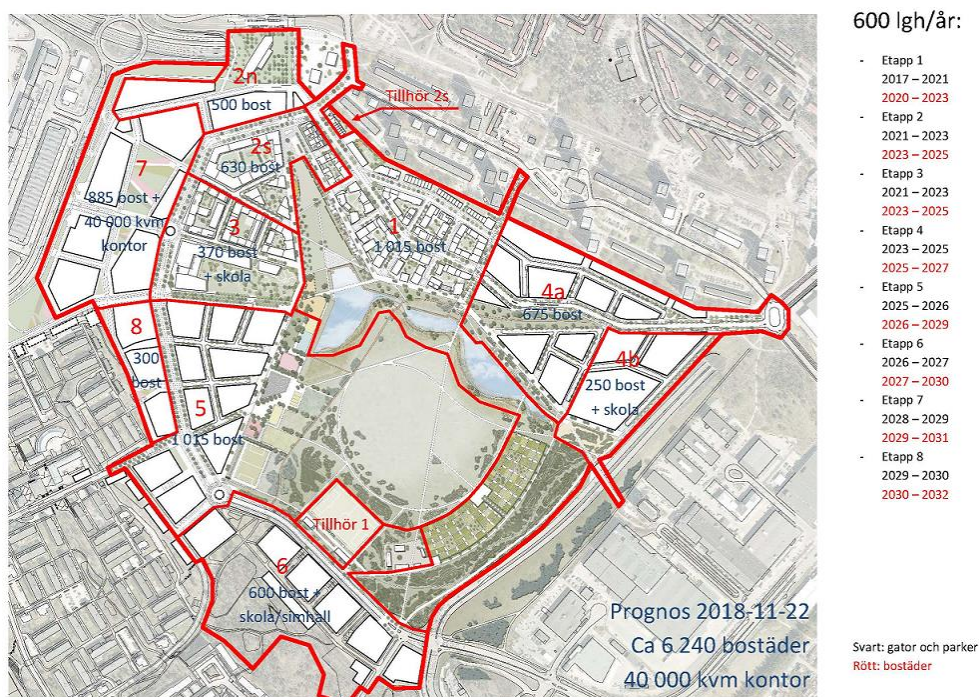 2n
500 bost
Tillhör 2s
2s
630 bost
7
885 bost +
40 000 kvm
kontor
3
370 bost
+ skola
1
1 015 bost
4a
675 bost
8
300
bost
4b
250 bost
+ skola
5
1 015 bost
Tillhör 1
6
600 bost +
skola/simhall
Prognos 2018-11-22
Ca 6 240 bostäder
40 000 kvm kontor
600 lgh/år:
- Etapp 1
2017 – 2021
2020 – 2023
- Etapp 2
2021 – 2023
2023 – 2025
- Etapp 3
2021 – 2023
2023 – 2025
- Etapp 4
2023 – 2025
2025 – 2027
- Etapp 5
2025 – 2026
2026 – 2029
- Etapp 6
2026 – 2027
2027 – 2030
- Etapp 7
2028 – 2029
2029 – 2031
- Etapp 8
2029 – 2030
2030 – 2032
Svart: gator och parker
Rött: bostäder